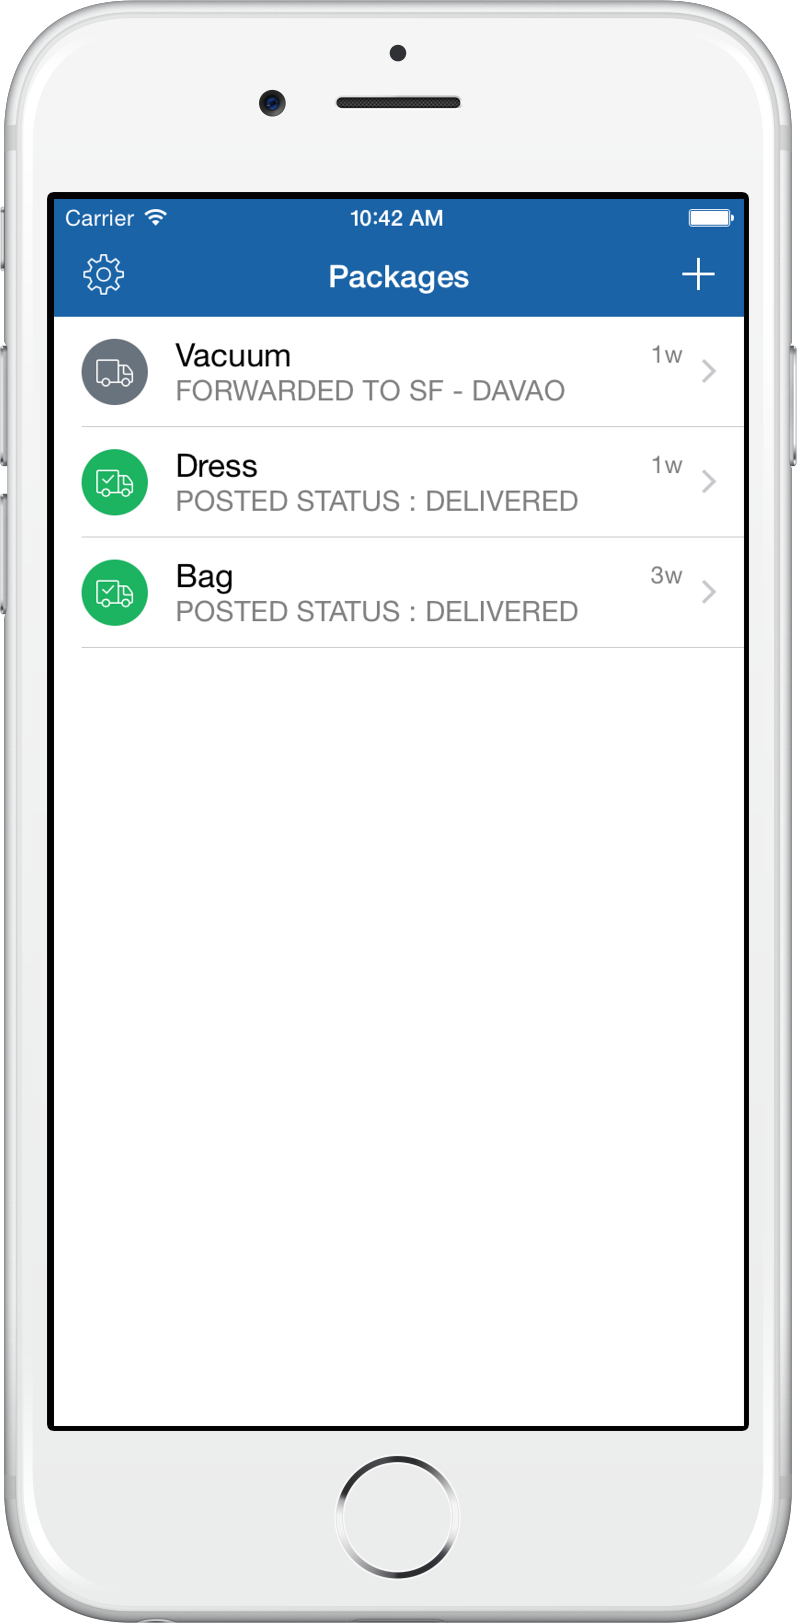 Carrier 10:42 AM
Packages
Vacuum 1w
FORWARDED TO SF - DAVAO
Dress 1w
POSTED STATUS : DELIVERED
Bag 3w
POSTED STATUS : DELIVERED